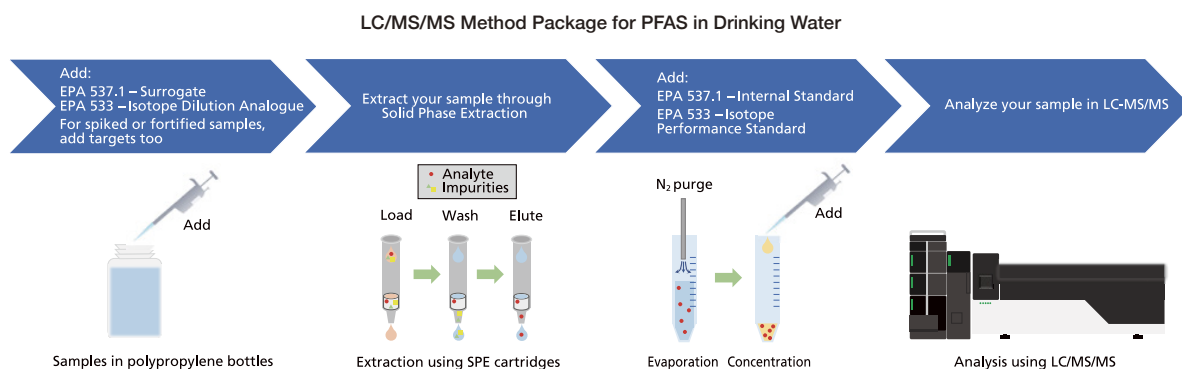 LC/MS/MS Method Package for PFAS in Drinking Water
Add:
EPA 537.1 – Surrogate
EPA 533 – Isotope Dilution Analogue
For spiked or fortified samples,
add targets too
Extract your sample through
Solid Phase Extraction
Add:
EPA 537.1 – Internal Standard
EPA 533 – Isotope
Performance Standard
Analyze your sample in LC-MS/MS
Add
Analyte
Impurities
Load
Wash
Elute
N₂ purge
Add
Samples in polypropylene bottles
Extraction using SPE cartridges
Evaporation
Concentration
Analysis using LC/MS/MS